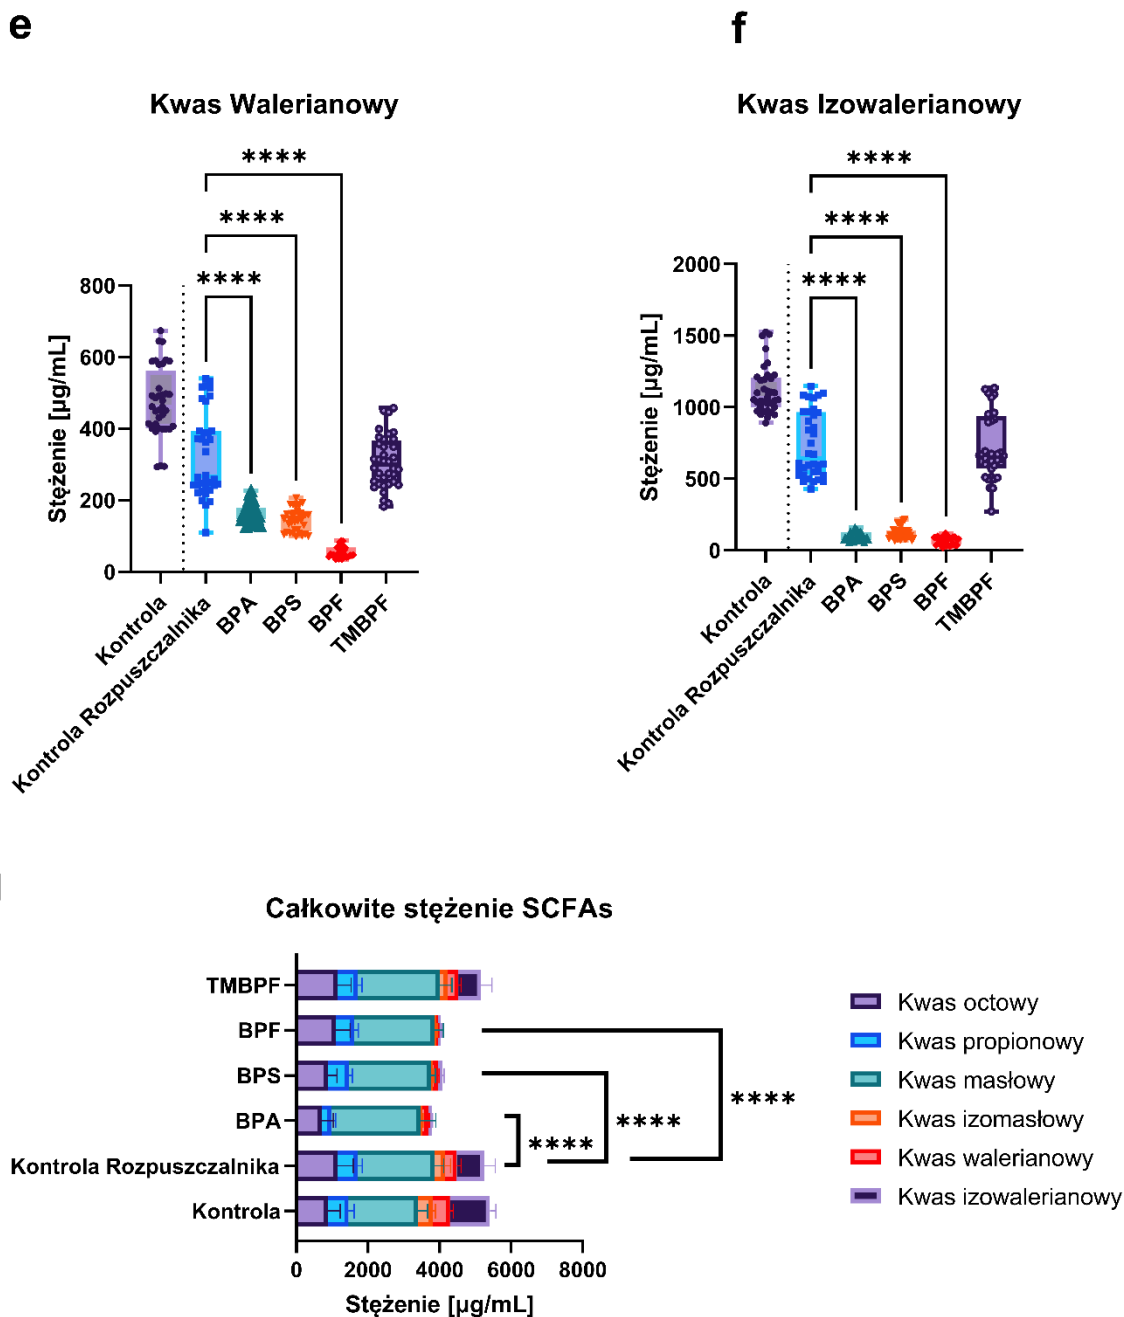 e
f
Kwas Walerianowy
Kwas Izowalerianowy
****
****
****
****
****
****
Stężenie [µg/mL]
800
600
400
200
0
Stężenie [µg/mL]
2000
1500
1000
500
0
Kontrola
Kontrola Rozpuszczalnika
BPA
BPS
BPF
TMBPF
Kontrola
Kontrola Rozpuszczalnika
BPA
BPS
BPF
TMBPF
Całkowite stężenie SCFAs
TMBPF
BPF
BPS
BPA
Kontrola Rozpuszczalnika
Kontrola
****
****
****
0 2000 4000 6000 8000
Stężenie [µg/mL]
Kwas octowy
Kwas propionowy
Kwas masłowy
Kwas izomasłowy
Kwas walerianowy
Kwas izowalerianowy